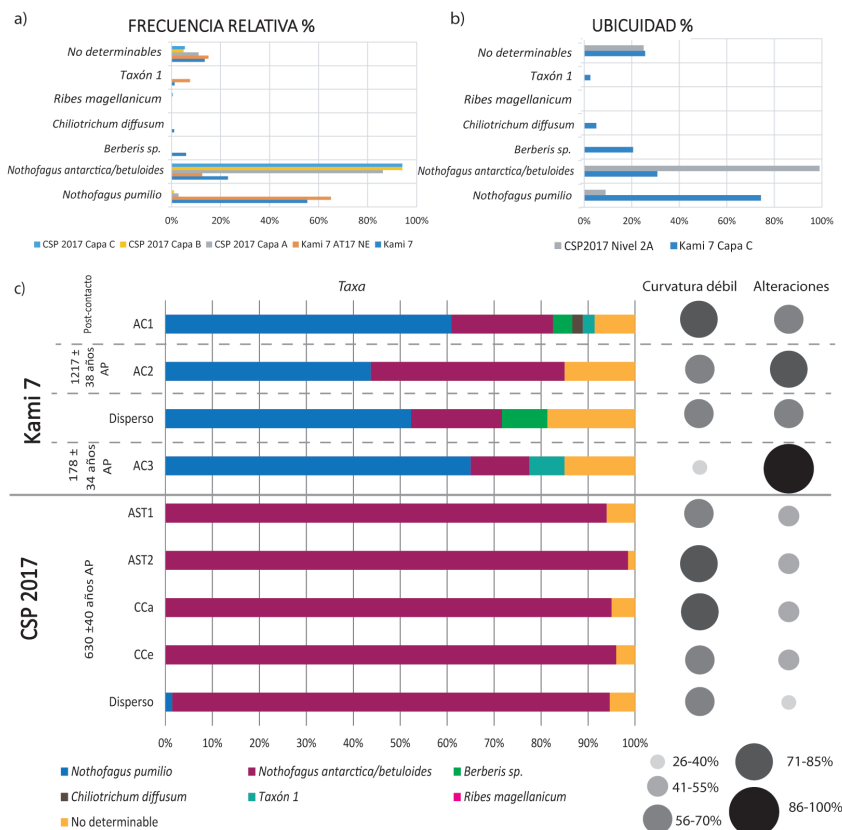 a)
FRECUENCIA RELATIVA %
No determinables
Taxón 1
Ribes magellanicum
Chiliotrichum diffusum
Berberis sp.
Nothofagus antarctica/betuloides
Nothofagus pumilio
0% 20% 40% 60% 80% 100%
CSP 2017 Capa C CSP 2017 Capa B CSP 2017 Capa A Kami 7 AT17 NE Kami 7
b)
UBICUIDAD %
No determinables
Taxón 1
Ribes magellanicum
Chiliotrichum diffusum
Berberis sp.
Nothofagus antarctica/betuloides
Nothofagus pumilio
0% 20% 40% 60% 80% 100%
CSP2017 Nivel 2A Kami 7 Capa C
c)
Taxa
Curvatura débil
Alteraciones
Kami 7
Post-contacto
AC1
1217 ±
38 años
AP
AC2
Disperso
178 ±
34 años
AP
AC3
CSP 2017
630 ±40 años AP
AST1
AST2
CCa
CCe
Disperso
0% 10% 20% 30% 40% 50% 60% 70% 80% 90% 100%
Nothofagus pumilio
Nothofagus antarctica/betuloides
Berberis sp.
Chiliotrichum diffusum
Taxón 1
Ribes magellanicum
No determinable
26-40%
41-55%
56-70%
71-85%
86-100%